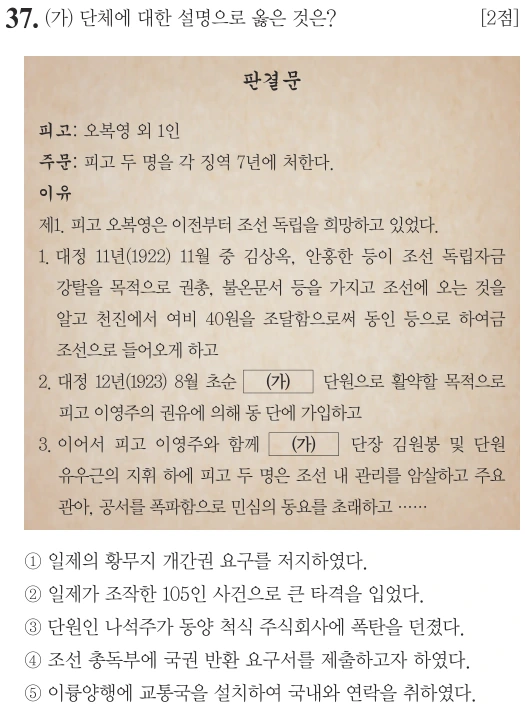 37. (가) 단체에 대한 설명으로 옳은 것은? [2점]
판결문
피고: 오복영 외 1인
주문: 피고 두 명을 각 징역 7년에 처한다.
이유
제1. 피고 오복영은 이전부터 조선 독립을 희망하고 있었다.
1. 대정 11년(1922) 11월 중 김상옥, 안홍한 등이 조선 독립자금
강탈을 목적으로 권총, 불온문서 등을 가지고 조선에 오는 것을
알고 천진에서 여비 40원을 조달함으로써 동인 등으로 하여금
조선으로 들어오게 하고
2. 대정 12년(1923) 8월 초순 (가) 단원으로 활약할 목적으로
피고 이영주의 권유에 의해 동 단에 가입하고
3. 이어서 피고 이영주와 함께 (가) 단장 김원봉 및 단원
유우근의 지휘 하에 피고 두 명은 조선 내 관리를 암살하고 주요
관아, 공서를 폭파함으로 민심의 동요를 초래하고 ……
① 일제의 황무지 개간권 요구를 저지하였다.
② 일제가 조작한 105인 사건으로 큰 타격을 입었다.
③ 단원인 나석주가 동양 척식 주식회사에 폭탄을 던졌다.
④ 조선 총독부에 국권 반환 요구서를 제출하고자 하였다.
⑤ 이륭양행에 교통국을 설치하여 국내와 연락을 취하였다.